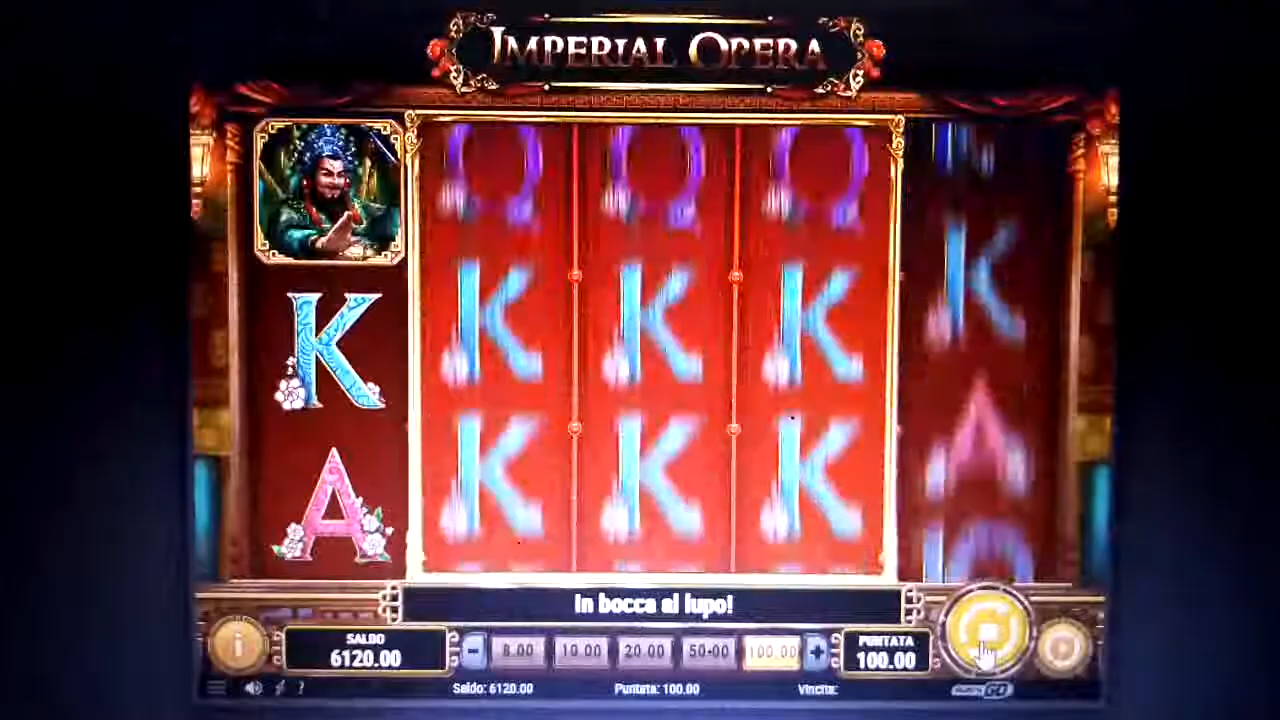 IMPERIAL OPERA
K K K K K
K K K A
A
In bocca al lupo!
SALDO
6120.00
8.00 10.00 20.00 50.00 100.00
PUNTATA
100.00
Saldo: 6120.00 Puntata: 100.00 Vincita: